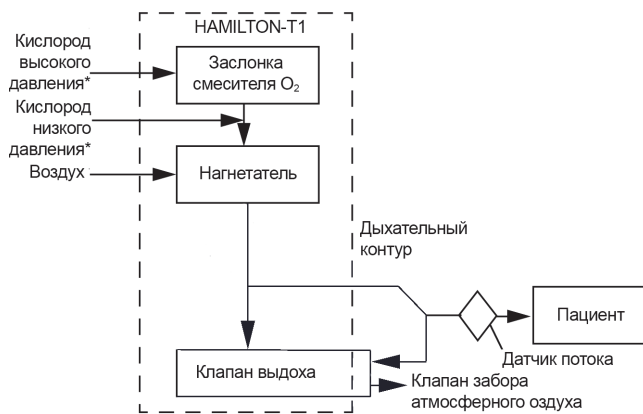 HAMILTON-T1
Кислород
высокого
давления*
Заслонка
смесителя O₂
Кислород
низкого
давления*
Воздух
Нагнетатель
Дыхательный
контур
Пациент
Датчик потока
Клапан выдоха
Клапан забора
атмосферного оздуха